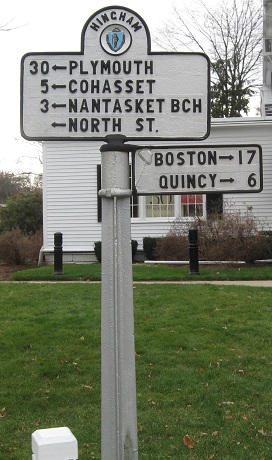 HINGHAM
30←PLYMOUTH
5←COHASSET
3←NANTASKET BCH
←NORTH ST.
BOSTON→17
QUINCY→6